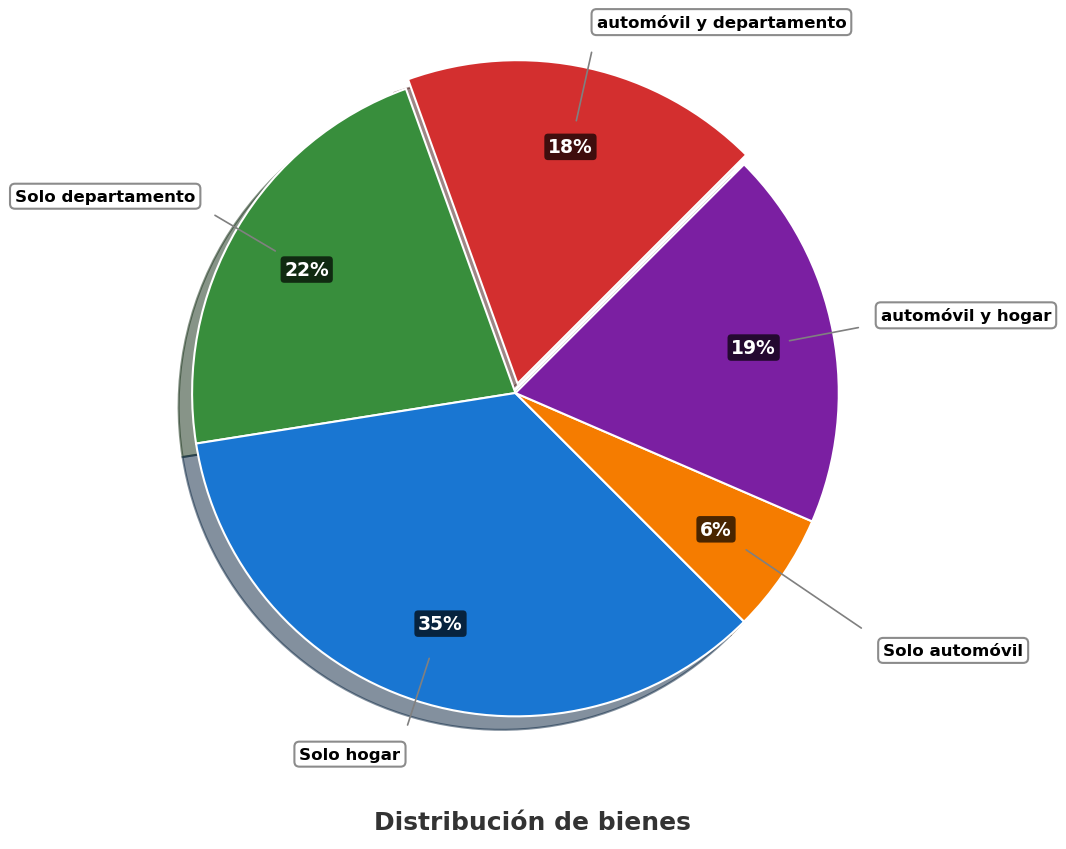 automóvil y departamento
18%
Solo departamento
22%
automóvil y hogar
19%
6%
Solo automóvil
35%
Solo hogar
Distribución de bienes